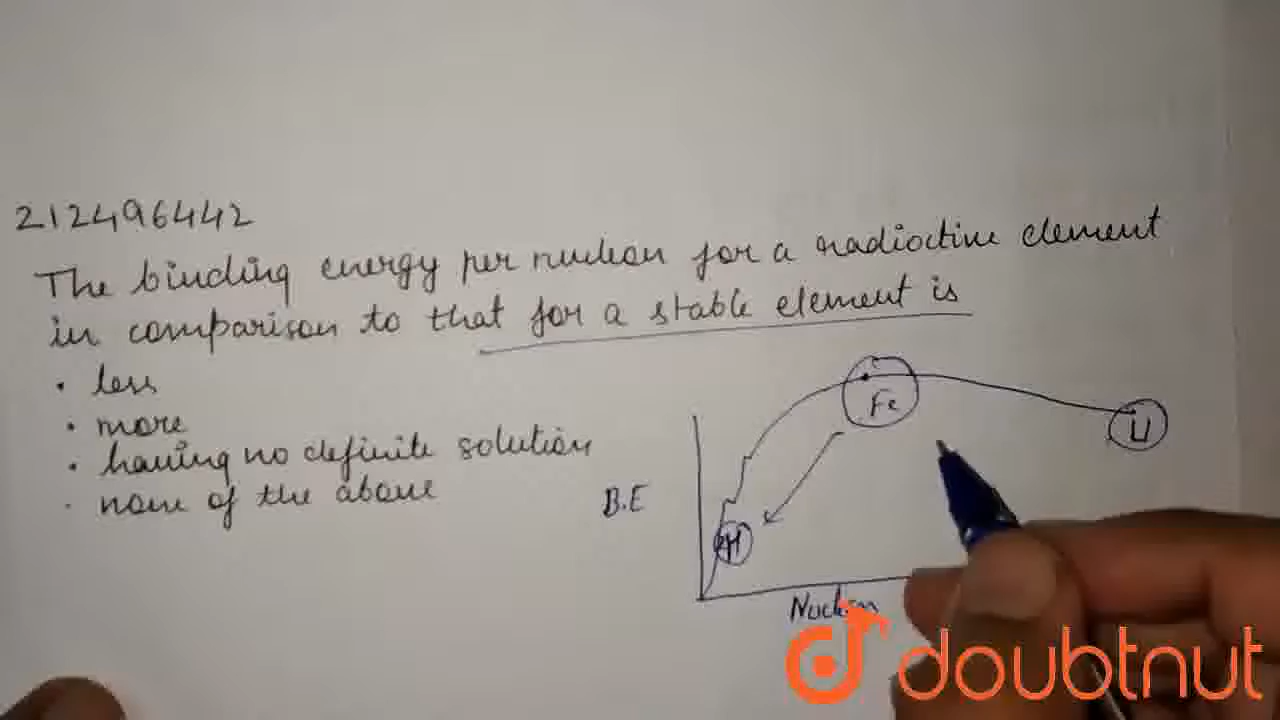 212496442
The binding energy per nucleon for a radioctive element
in comparison to that for a stable element is
• less
• more
• having no definite solution
• none of the above
Fe
U
B.E
H
Nucleon
doubtnut